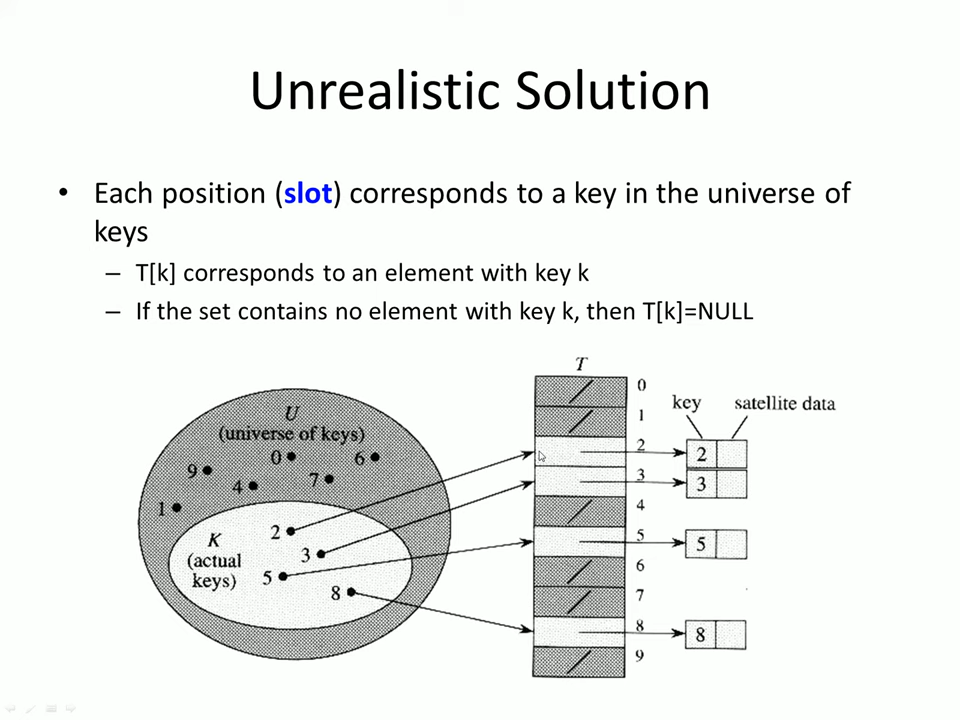 Unrealistic Solution
• Each position (slot) corresponds to a key in the universe of
keys
– T[k] corresponds to an element with key k
– If the set contains no element with key k, then T[k]=NULL
T
U
(universe of keys)
0
6
9
7
4
1
K
(actual
keys)
2
3
5
8
0
1
2
3
4
5
6
7
8
9
key
satellite data
2
3
5
8